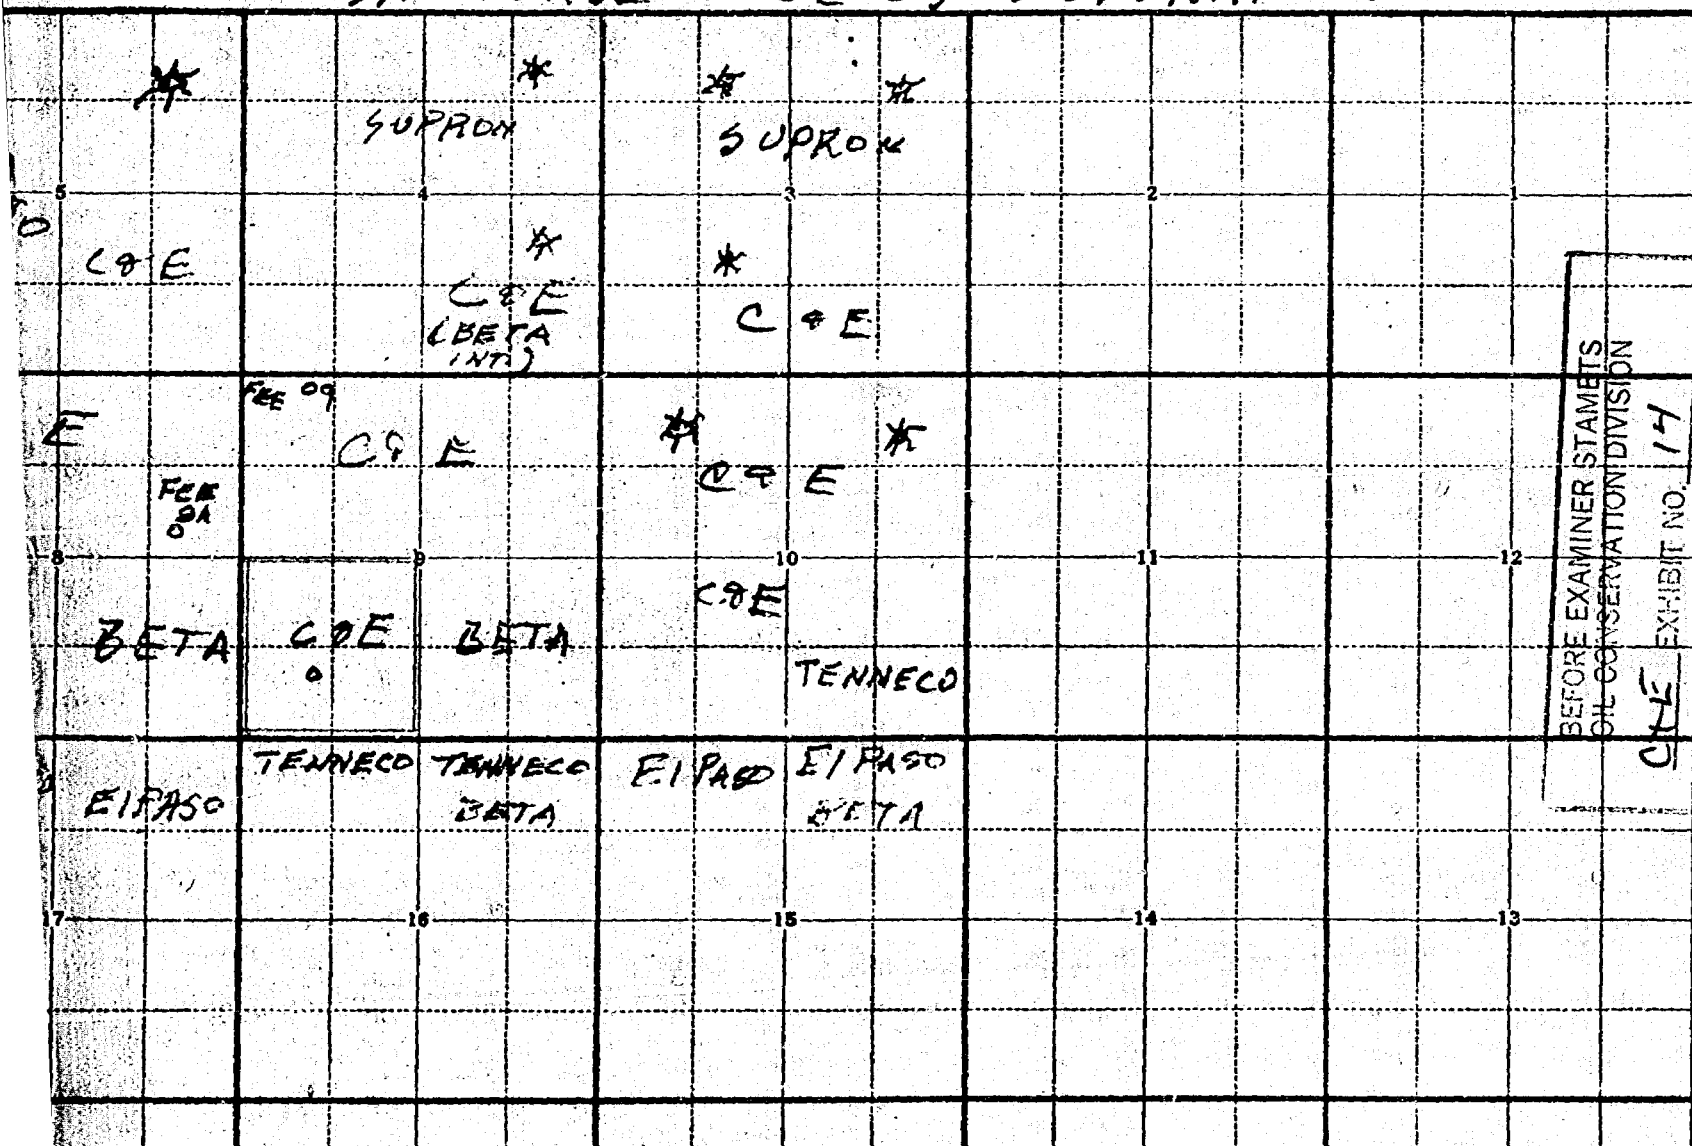 SUPRON
SUPRON
5
4
3
2
1
C&E
C&E
(BETA
INT.)
C & E
FEE 09
E
C & E
C & E
FEE
8A
8
9
10
11
12
BETA
C&E
BETA
C&E
TENNECO
TENNECO
TENNECO
BETA
El PASO
El PASO
BETA
El PASO
17
16
15
14
13
BEFORE EXAMINER STAMETS
OIL CONSERVATION DIVISION
C&E EXHIBIT NO. 14